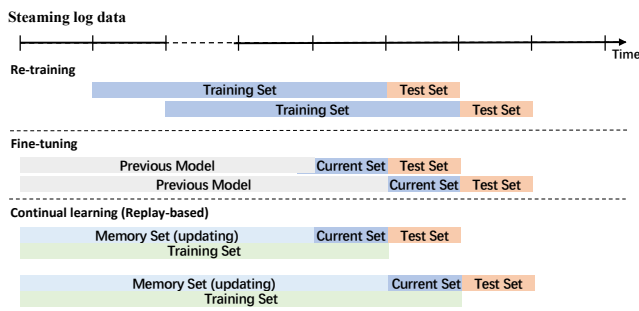 Steaming log data
Time
Re-training
Training Set Test Set
Training Set Test Set
Fine-tuning
Previous Model Current Set Test Set
Previous Model Current Set Test Set
Continual learning (Replay-based)
Memory Set (updating) Current Set Test Set
Training Set
Memory Set (updating) Current Set Test Set
Training Set